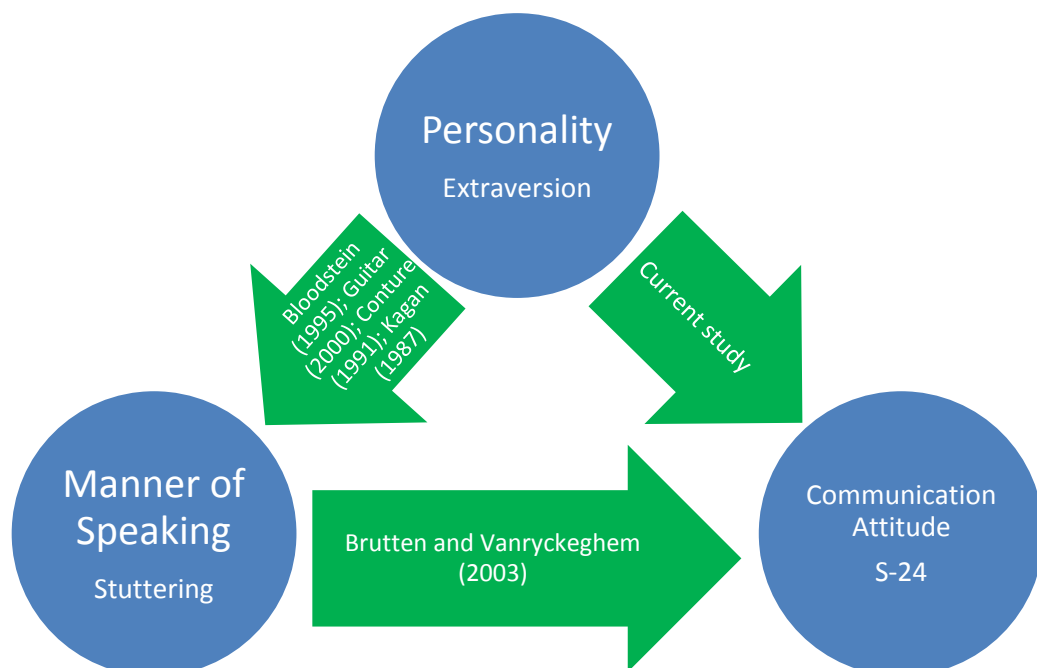 Personality
Extraversion
Bloodstein
(1995); Guitar
(2000); Conture
(1991); Kagan
(1987)
Current study
Manner of
Speaking
Stuttering
Brutten and Vanryckeghem
(2003)
Communication
Attitude
S-24